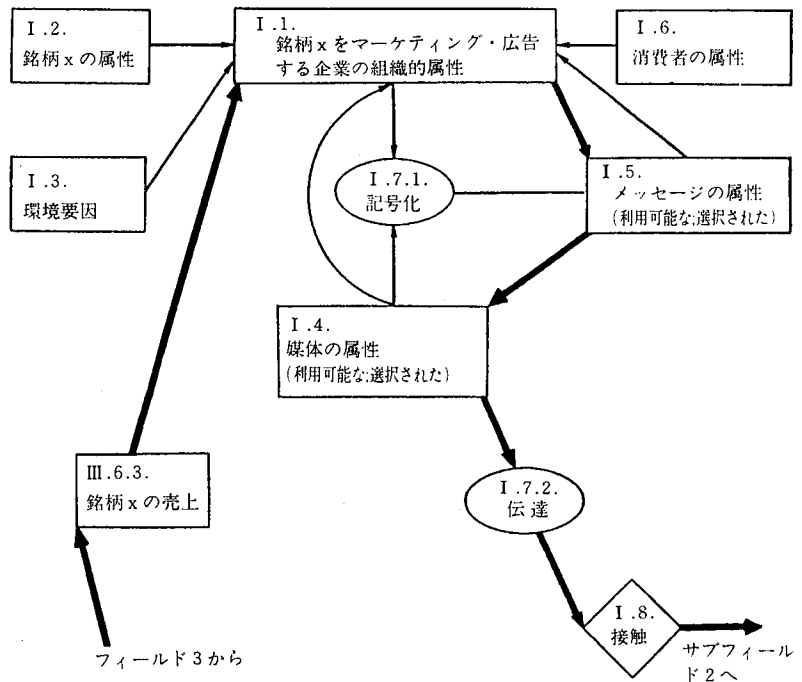 Ⅰ.2.
銘柄xの属性
Ⅰ.1.
銘柄xをマーケティング・広告
する企業の組織的属性
Ⅰ.6.
消費者の属性
Ⅰ.3.
環境要因
Ⅰ.7.1.
記号化
Ⅰ.5.
メッセージの属性
(利用可能な;選択された)
Ⅰ.4.
媒体の属性
(利用可能な;選択された)
Ⅲ.6.3.
銘柄xの売上
Ⅰ.7.2.
伝達
Ⅰ.8.
接触
フィールド3から
サブフィール
ド2へ